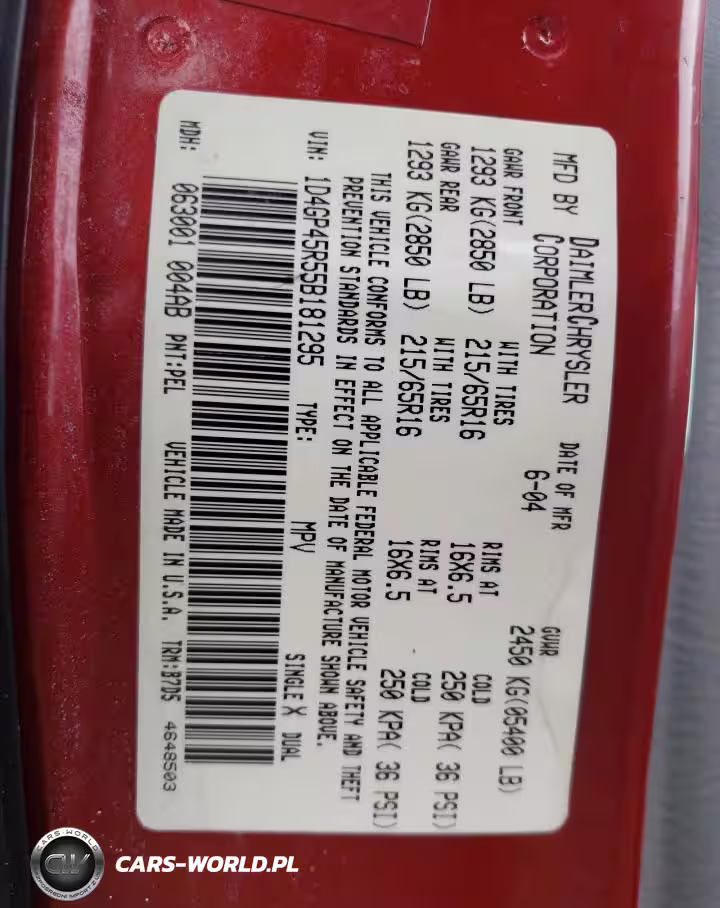 MFD BY DAIMLERCHRYSLER CORPORATION DATE OF MFR 6-04 GVWR 2450 KG(05400 LB)
GAWR FRONT WITH TIRES RIMS AT COLD
1293 KG(2850 LB) 215/65R16 16X6.5 250 KPA( 36 PSI)
GAWR REAR WITH TIRES RIMS AT COLD
1293 KG(2850 LB) 215/65R16 16X6.5 250 KPA( 36 PSI)
THIS VEHICLE CONFORMS TO ALL APPLICABLE FEDERAL MOTOR VEHICLE SAFETY AND THEFT
PREVENTION STANDARDS IN EFFECT ON THE DATE OF MANUFACTURE SHOWN ABOVE.
VIN: 1D4GP45R55B181295 TYPE: MPV SINGLE X DUAL
MDH: 063001 004AB PNT:PEL VEHICLE MADE IN U.S.A. TRM:B7D5 4648503
CARS-WORLD
CW
CARS-WORLD.PL